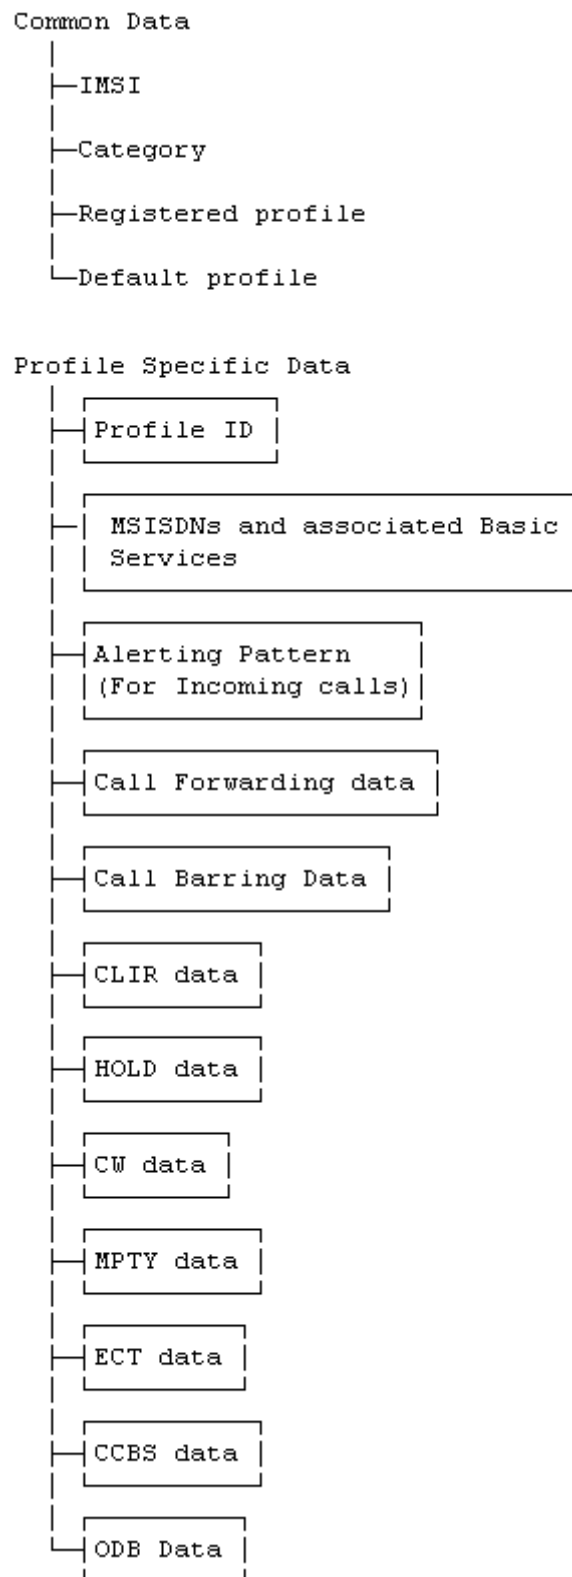 Common Data
IMSI
Category
Registered profile
Default profile
Profile Specific Data
Profile ID
MSISDNs and associated Basic
Services
Alerting Pattern
(For Incoming calls)
Call Forwarding data
Call Barring Data
CLIR data
HOLD data
CW data
MPTY data
ECT data
CCBS data
ODB Data